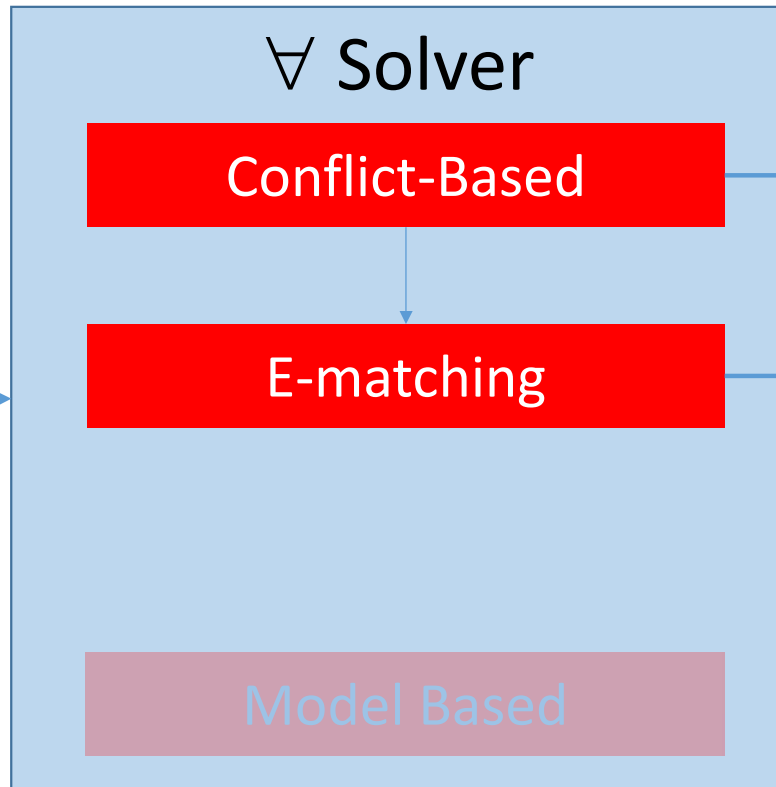 ∀ Solver
Conflict-Based
E-matching
Model Based